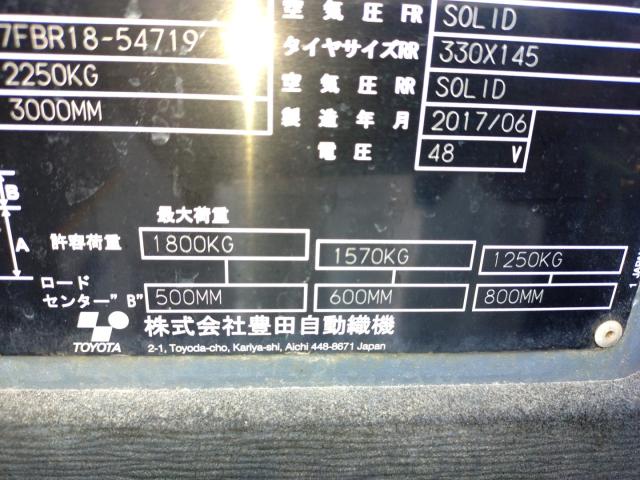 空気圧 FR SOLID
7FBR18-54719
タイヤサイズRR 330X145
2250KG
空気圧 RR SOLID
3000MM
製造年月 2017/06
電圧 48 V
最大荷重
B
A
許容荷重 1800KG 1570KG 1250KG
ロード
センター"B" 500MM 600MM 800MM
TOYOTA 株式会社豊田自動織機
2-1, Toyoda-cho, Kariya-shi, Aichi 448-8671 Japan